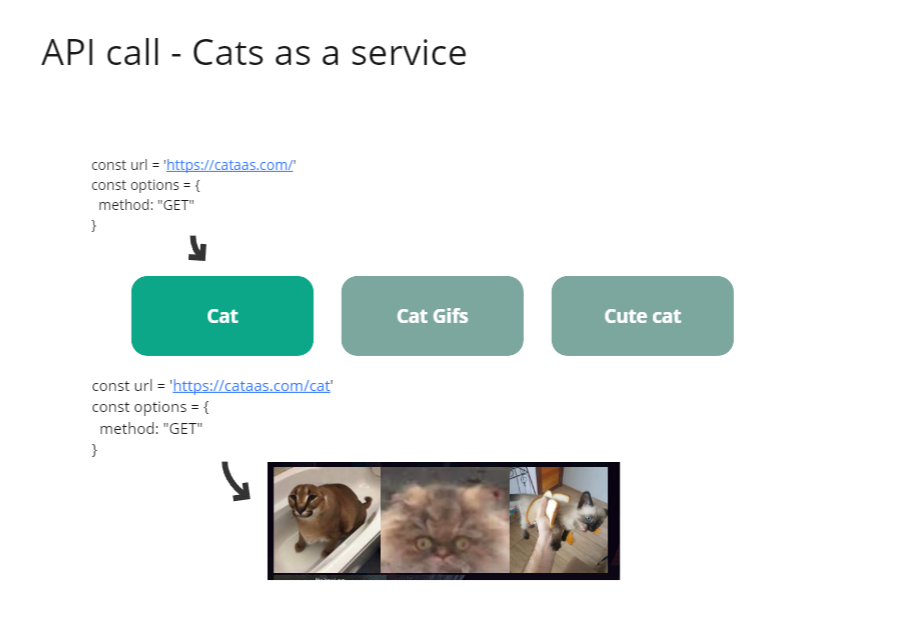 API call - Cats as a service
const url = 'https://cataas.com/'
const options = {
  method: "GET"
}
Cat
Cat Gifs
Cute cat
const url = 'https://cataas.com/cat'
const options = {
  method: "GET"
}